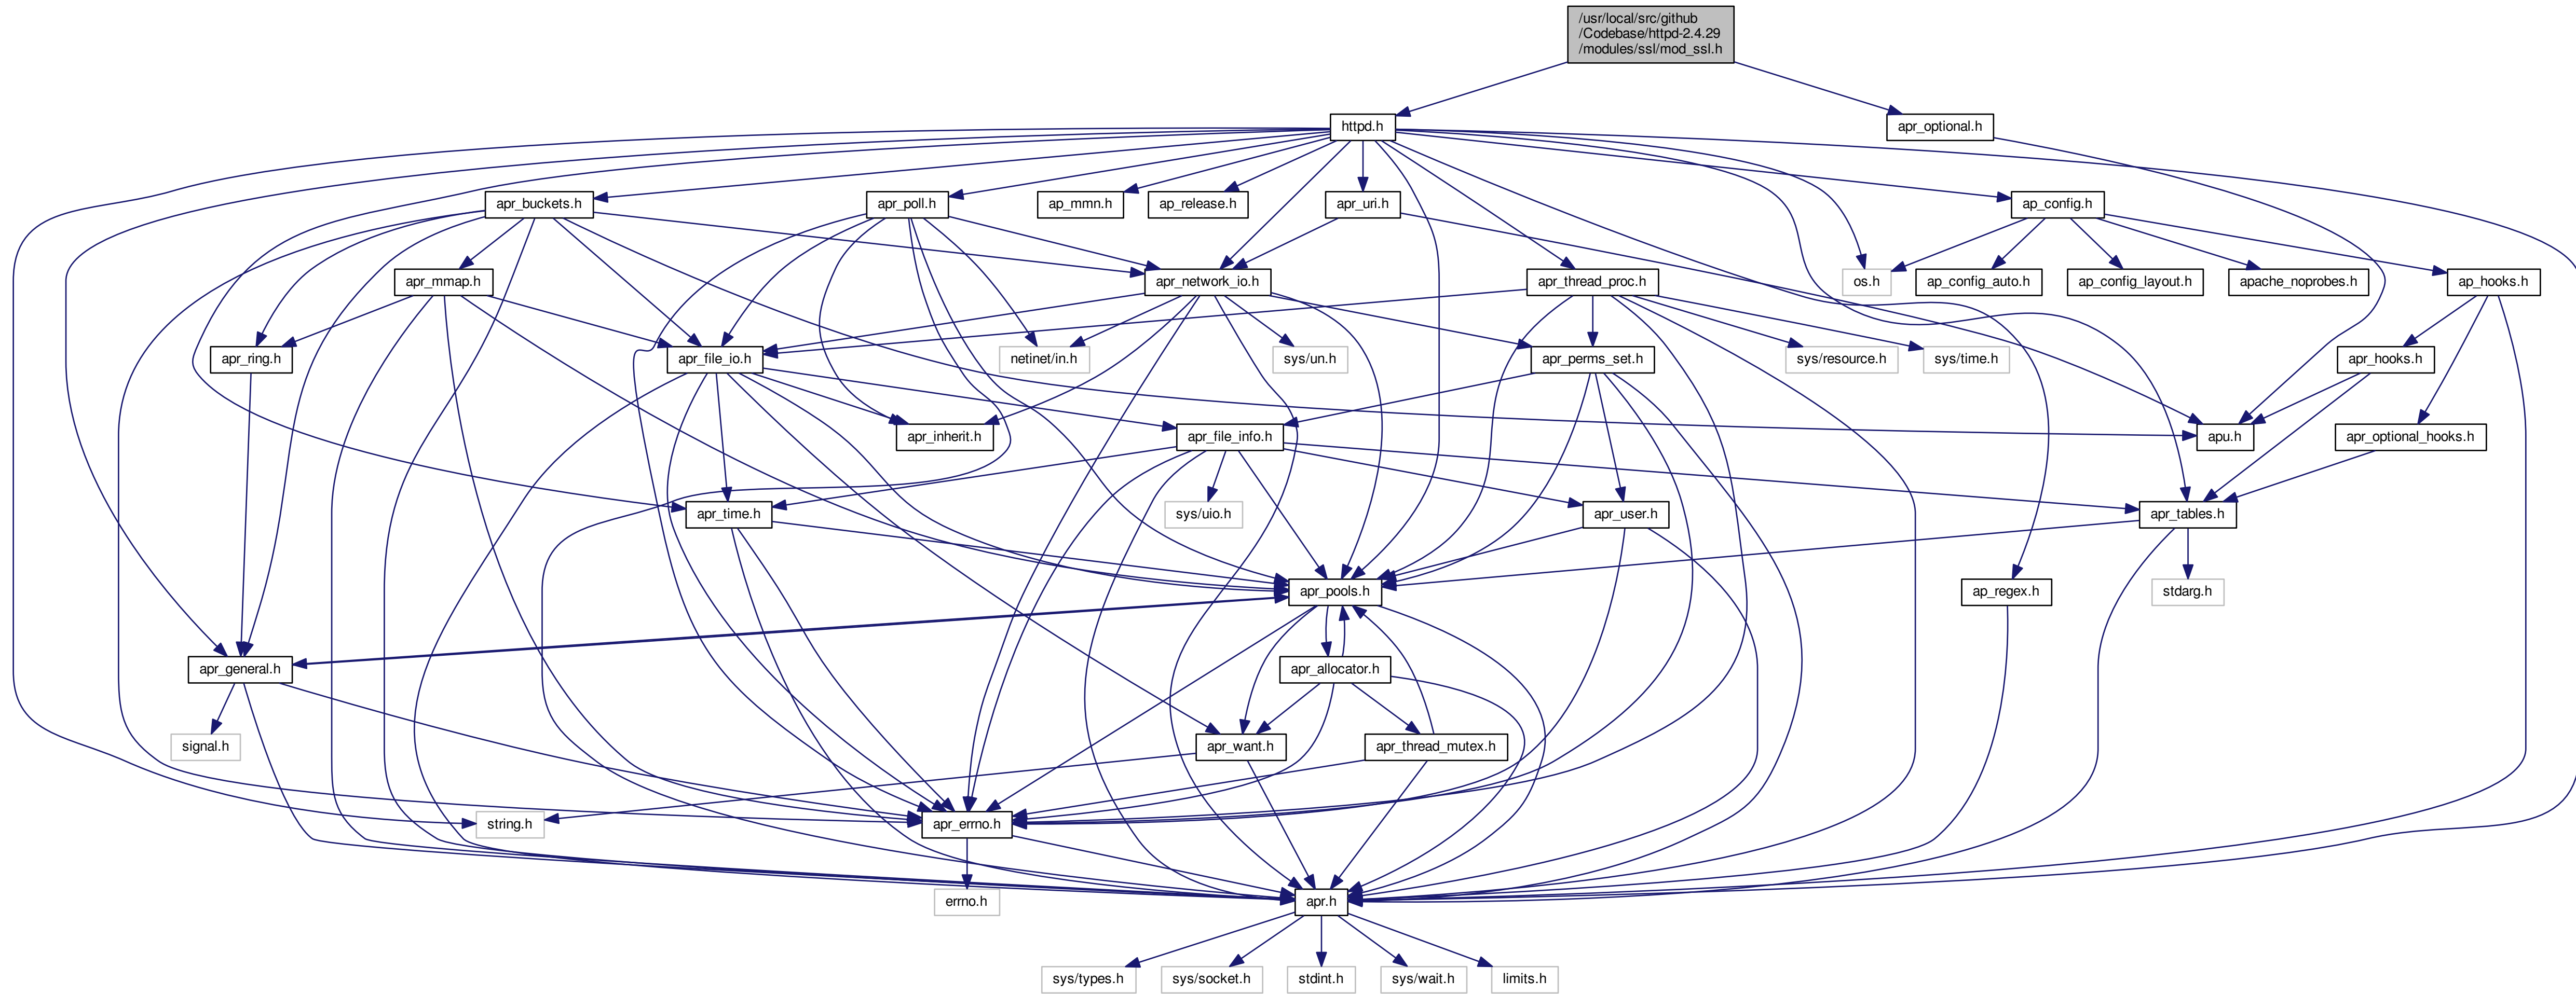 /usr/local/src/github
/Codebase/httpd-2.4.29
/modules/ssl/mod_ssl.h
httpd.h
apr_optional.h
apr_buckets.h
apr_poll.h
ap_mmn.h
ap_release.h
apr_uri.h
ap_config.h
apr_mmap.h
apr_network_io.h
apr_thread_proc.h
os.h
ap_config_auto.h
ap_config_layout.h
apache_noprobes.h
ap_hooks.h
apr_ring.h
apr_file_io.h
netinet/in.h
sys/un.h
apr_perms_set.h
sys/resource.h
sys/time.h
apr_hooks.h
apr_inherit.h
apr_file_info.h
apu.h
apr_optional_hooks.h
apr_time.h
sys/uio.h
apr_user.h
apr_tables.h
apr_pools.h
ap_regex.h
stdarg.h
apr_general.h
apr_allocator.h
signal.h
apr_want.h
apr_thread_mutex.h
string.h
apr_errno.h
errno.h
apr.h
sys/types.h
sys/socket.h
stdint.h
sys/wait.h
limits.h